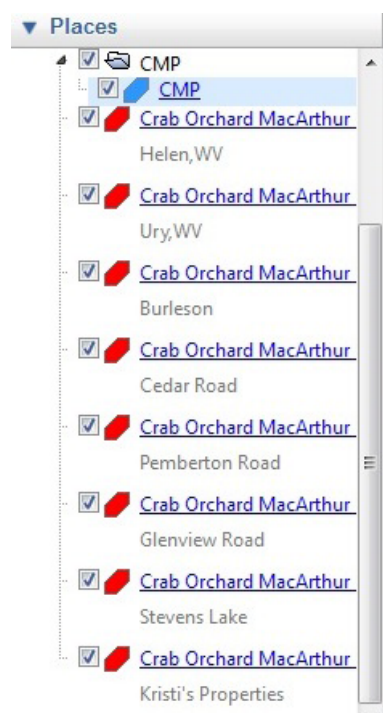 Places
CMP
CMP
Crab Orchard MacArthur
Helen,WV
Crab Orchard MacArthur
Ury,WV
Crab Orchard MacArthur
Burleson
Crab Orchard MacArthur
Cedar Road
Crab Orchard MacArthur
Pemberton Road
Crab Orchard MacArthur
Glenview Road
Crab Orchard MacArthur
Stevens Lake
Crab Orchard MacArthur
Kristi's Properties